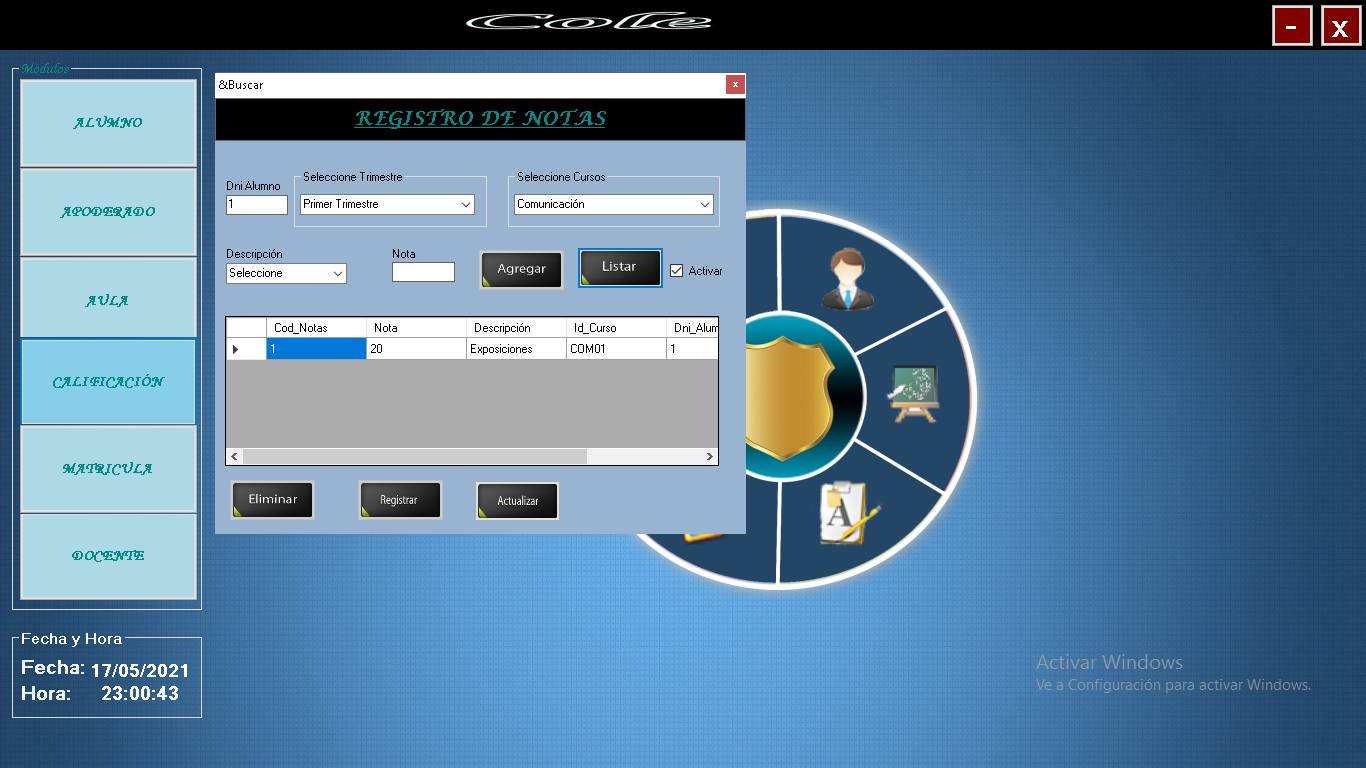 Cole
-
x
Módulos
ALUMNO
APODERADO
AULA
CALIFICACIÓN
MATRICULA
DOCENTE
Fecha y Hora
Fecha: 17/05/2021
Hora: 23:00:43
&Buscar
x
REGISTRO DE NOTAS
Dni Alumno
1
Seleccione Trimestre
Primer Trimestre
Seleccione Cursos
Comunicación
Descripción
Seleccione
Nota
Agregar
Listar
Activar
Cod_Notas Nota Descripción Id_Curso Dni_Alum
1 20 Exposiciones COM01 1
Eliminar
Registrar
Actualizar
A
Activar Windows
Ve a Configuración para activar Windows.